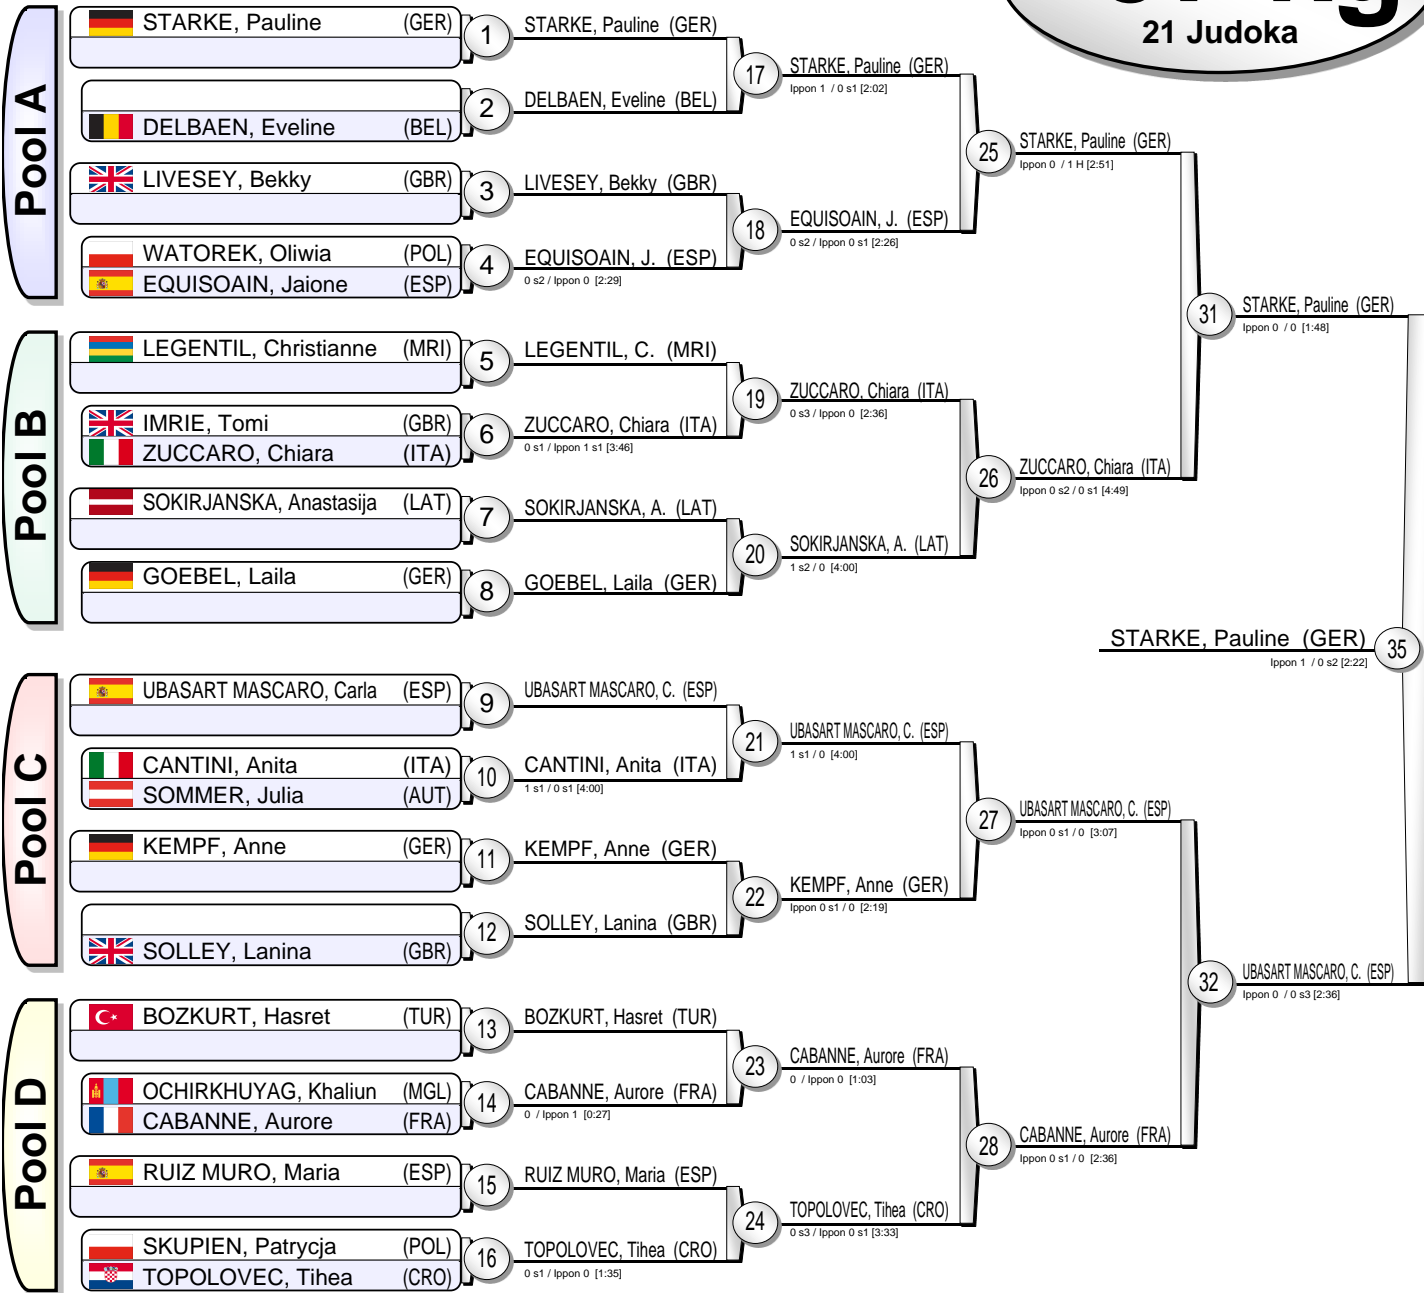 21 Judoka
Pool A
STARKE, Pauline (GER)
1
DELBAEN, Eveline (BEL)
2
LIVESEY, Bekky (GBR)
3
WATOREK, Oliwia (POL)
EQUISOAIN, Jaione (ESP)
4
Pool B
LEGENTIL, Christianne (MRI)
5
IMRIE, Tomi (GBR)
ZUCCARO, Chiara (ITA)
6
SOKIRJANSKA, Anastasija (LAT)
7
GOEBEL, Laila (GER)
8
Pool C
UBASART MASCARO, Carla (ESP)
9
CANTINI, Anita (ITA)
SOMMER, Julia (AUT)
10
KEMPF, Anne (GER)
11
SOLLEY, Lanina (GBR)
12
Pool D
BOZKURT, Hasret (TUR)
13
OCHIRKHUYAG, Khaliun (MGL)
CABANNE, Aurore (FRA)
14
RUIZ MURO, Maria (ESP)
15
SKUPIEN, Patrycja (POL)
TOPOLOVEC, Tihea (CRO)
16
STARKE, Pauline (GER)
DELBAEN, Eveline (BEL)
17
LIVESEY, Bekky (GBR)
EQUISOAIN, J. (ESP)
0 s2 / Ippon 0 [2:29]
18
LEGENTIL, C. (MRI)
ZUCCARO, Chiara (ITA)
0 s1 / Ippon 1 s1 [3:46]
19
SOKIRJANSKA, A. (LAT)
GOEBEL, Laila (GER)
20
UBASART MASCARO, C. (ESP)
CANTINI, Anita (ITA)
1 s1 / 0 s1 [4:00]
21
KEMPF, Anne (GER)
SOLLEY, Lanina (GBR)
22
BOZKURT, Hasret (TUR)
CABANNE, Aurore (FRA)
0 / Ippon 1 [0:27]
23
RUIZ MURO, Maria (ESP)
TOPOLOVEC, Tihea (CRO)
0 s1 / Ippon 0 [1:35]
24
STARKE, Pauline (GER)
Ippon 1 / 0 s1 [2:02]
EQUISOAIN, J. (ESP)
0 s2 / Ippon 0 s1 [2:26]
25
ZUCCARO, Chiara (ITA)
0 s3 / Ippon 0 [2:36]
SOKIRJANSKA, A. (LAT)
1 s2 / 0 [4:00]
26
UBASART MASCARO, C. (ESP)
1 s1 / 0 [4:00]
KEMPF, Anne (GER)
Ippon 0 s1 / 0 [2:19]
27
CABANNE, Aurore (FRA)
0 / Ippon 0 [1:03]
TOPOLOVEC, Tihea (CRO)
0 s3 / Ippon 0 s1 [3:33]
28
STARKE, Pauline (GER)
Ippon 0 / 1 H [2:51]
ZUCCARO, Chiara (ITA)
Ippon 0 s2 / 0 s1 [4:49]
31
UBASART MASCARO, C. (ESP)
Ippon 0 s1 / 0 [3:07]
CABANNE, Aurore (FRA)
Ippon 0 s1 / 0 [2:36]
32
STARKE, Pauline (GER)
Ippon 0 / 0 [1:48]
UBASART MASCARO, C. (ESP)
Ippon 0 / 0 s3 [2:36]
STARKE, Pauline (GER)
Ippon 1 / 0 s2 [2:22]
35